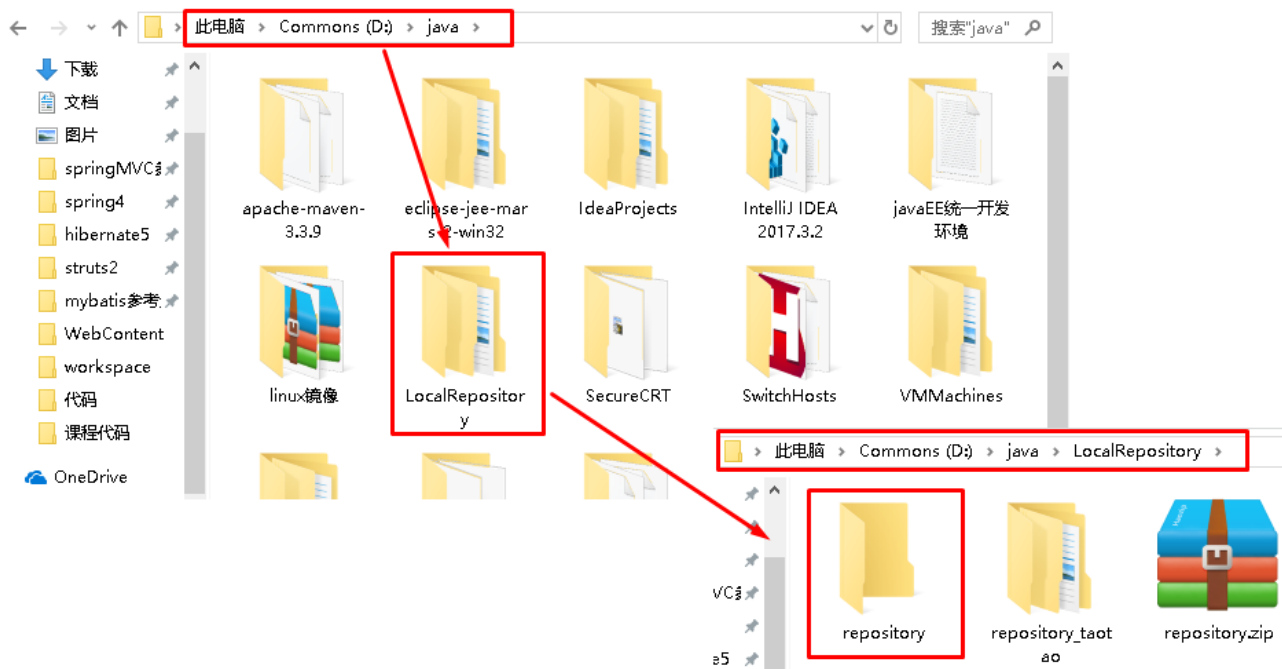 此电脑 > Commons (D:) > java >
搜索"java"
下载
文档
图片
springMVC
spring4
hibernate5
struts2
mybatis参考
WebContent
workspace
代码
课程代码
OneDrive
apache-maven-
3.3.9
eclipse-jee-mar
s-2-win32
IdeaProjects
IntelliJ IDEA
2017.3.2
javaEE统一开发
环境
linux镜像
LocalRepositor
y
SecureCRT
SwitchHosts
VMMachines
此电脑 > Commons (D:) > java > LocalRepository >
VC
e5
repository
repository_taot
ao
repository.zip